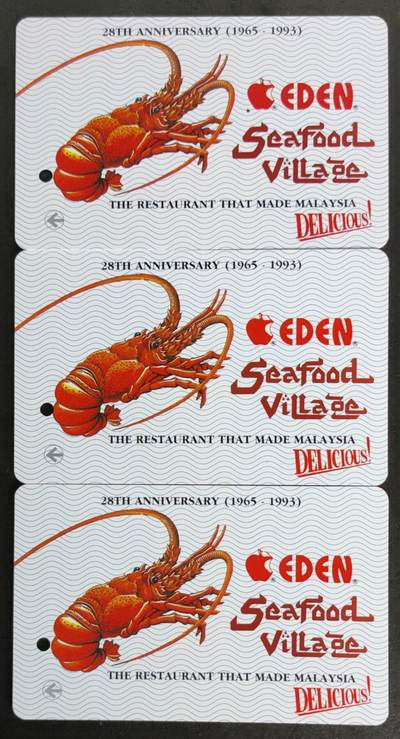 28TH ANNIVERSARY (1965 - 1993)
EDEN
Seafood
Village
THE RESTAURANT THAT MADE MALAYSIA
DELICIOUS!
28TH ANNIVERSARY (1965 - 1993)
EDEN
Seafood
Village
THE RESTAURANT THAT MADE MALAYSIA
DELICIOUS!
28TH ANNIVERSARY (1965 - 1993)
EDEN
Seafood
Village
THE RESTAURANT THAT MADE MALAYSIA
DELICIOUS!